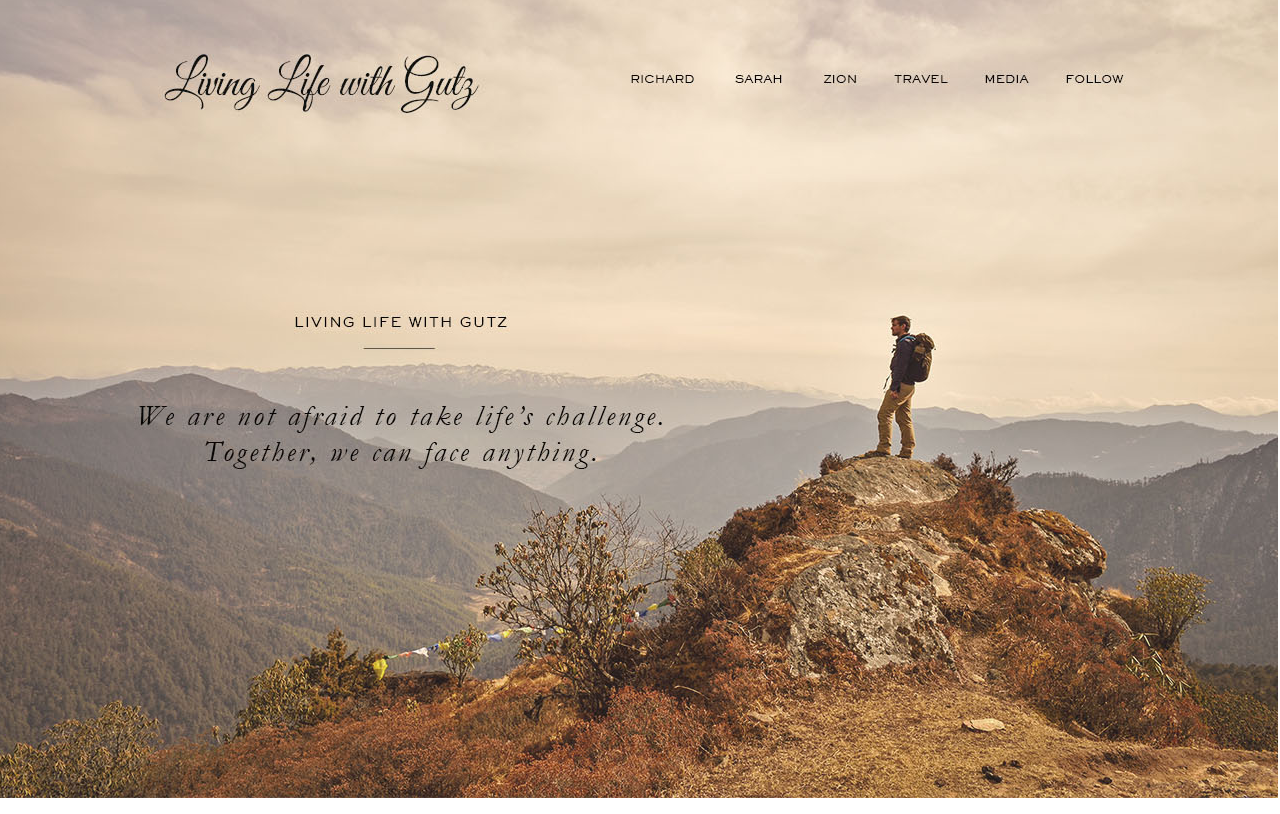 Living Life with Gutz
RICHARD SARAH ZION TRAVEL MEDIA FOLLOW
LIVING LIFE WITH GUTZ
We are not afraid to take life’s challenge.
Together, we can face anything.